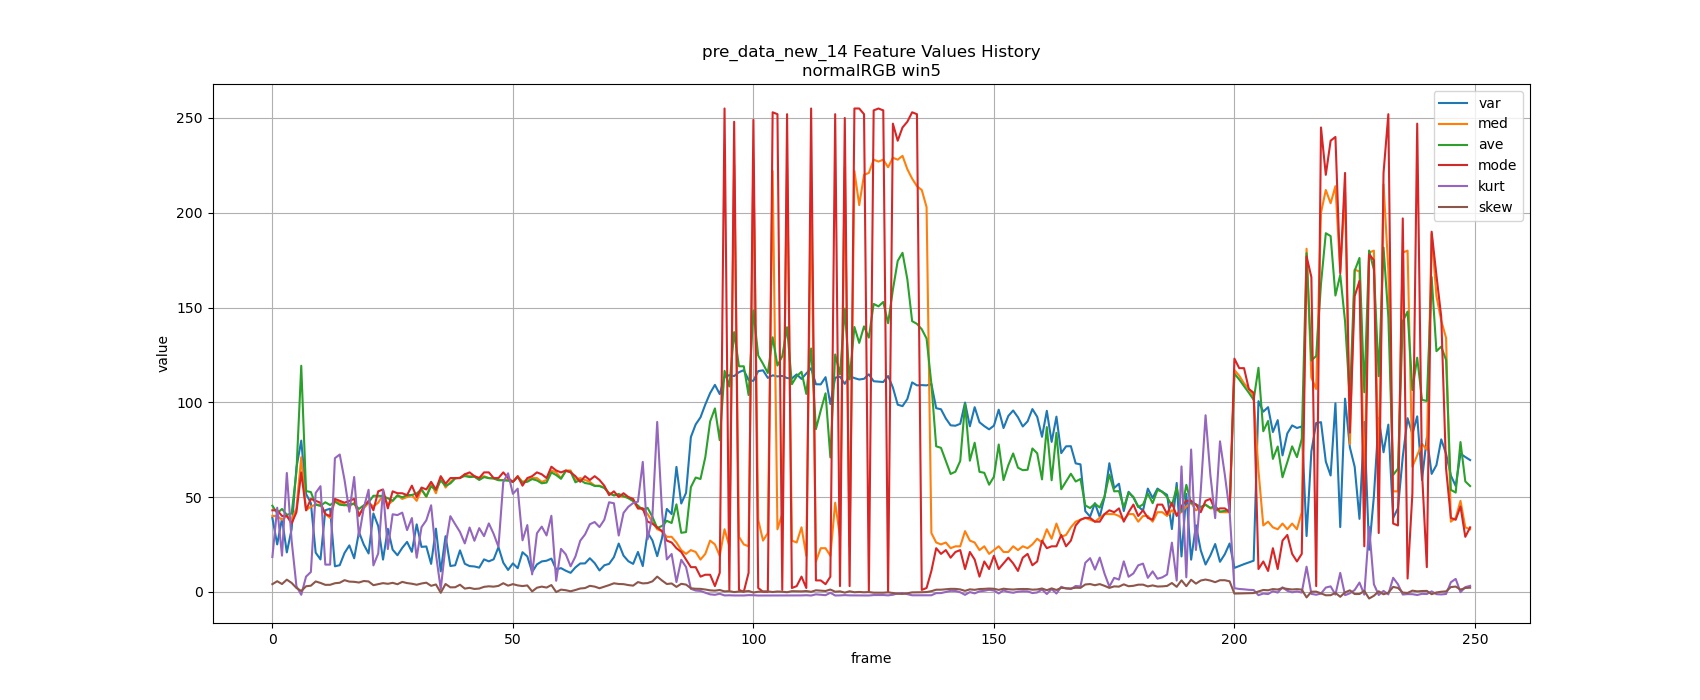 pre_data_new_14 Feature Values History
normalRGB win5
value
250
200
150
100
50
0
0
50
100
150
200
250
frame
var
med
ave
mode
kurt
skew